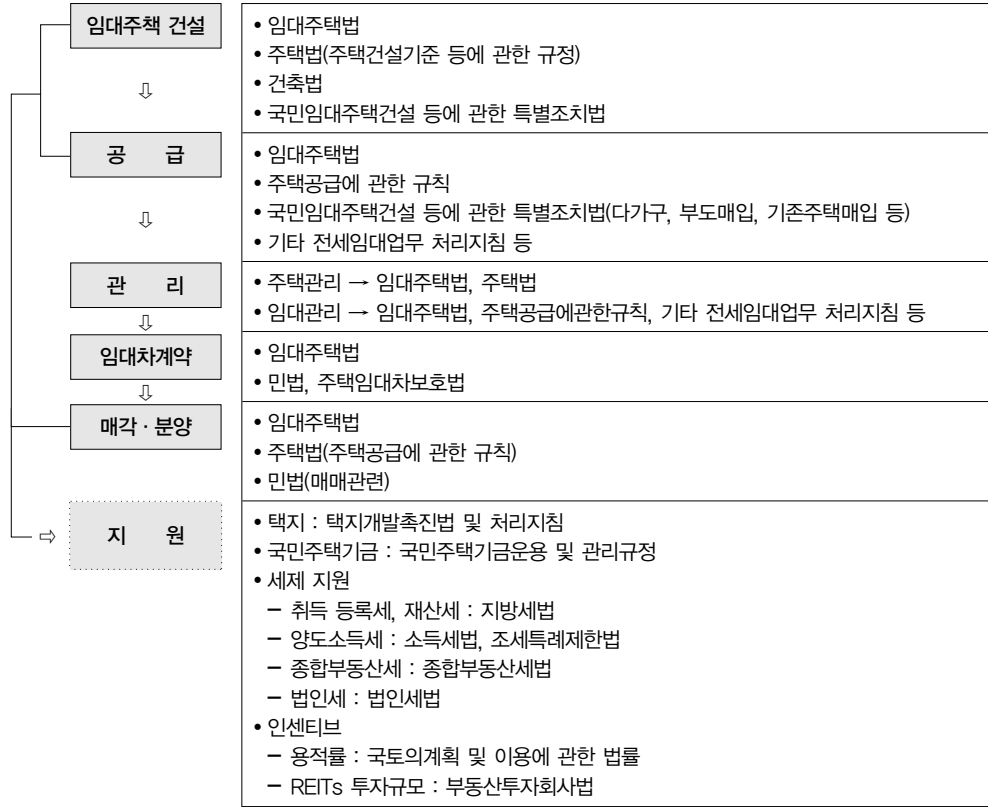 임대주책 건설
• 임대주택법
• 주택법(주택건설기준 등에 관한 규정)
• 건축법
• 국민임대주택건설 등에 관한 특별조치법
⇩
공 급
• 임대주택법
• 주택공급에 관한 규칙
• 국민임대주택건설 등에 관한 특별조치법(다가구, 부도매입, 기존주택매입 등)
• 기타 전세임대업무 처리지침 등
⇩
관 리
• 주택관리 → 임대주택법, 주택법
• 임대관리 → 임대주택법, 주택공급에관한규칙, 기타 전세임대업무 처리지침 등
⇩
임대차계약
• 임대주택법
• 민법, 주택임대차보호법
⇩
매각 · 분양
• 임대주택법
• 주택법(주택공급에 관한 규칙)
• 민법(매매관련)
⇨ 지 원
• 택지 : 택지개발촉진법 및 처리지침
• 국민주택기금 : 국민주택기금운용 및 관리규정
• 세제 지원
– 취득 등록세, 재산세 : 지방세법
– 양도소득세 : 소득세법, 조세특례제한법
– 종합부동산세 : 종합부동산세법
– 법인세 : 법인세법
• 인센티브
– 용적률 : 국토의계획 및 이용에 관한 법률
– REITs 투자규모 : 부동산투자회사법